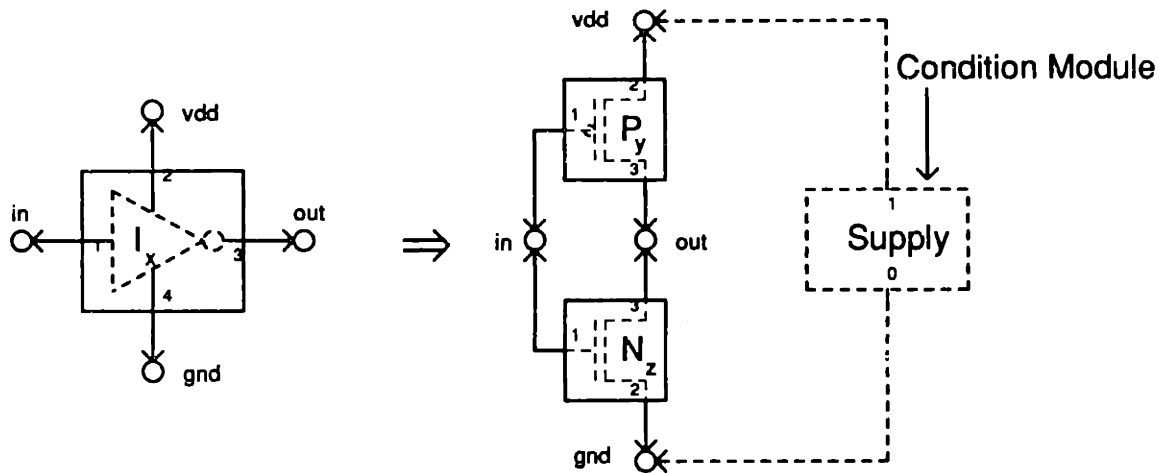 vdd
2
in
1
I
x
3
out
4
gnd
⇒
vdd
2
1
P
y
3
in
out
3
1
N
z
2
gnd
Condition Module
1
Supply
0